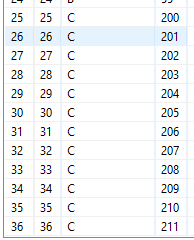 25 25 C 200
26 26 C 201
27 27 C 202
28 28 C 203
29 29 C 204
30 30 C 205
31 31 C 206
32 32 C 207
33 33 C 208
34 34 C 209
35 35 C 210
36 36 C 211